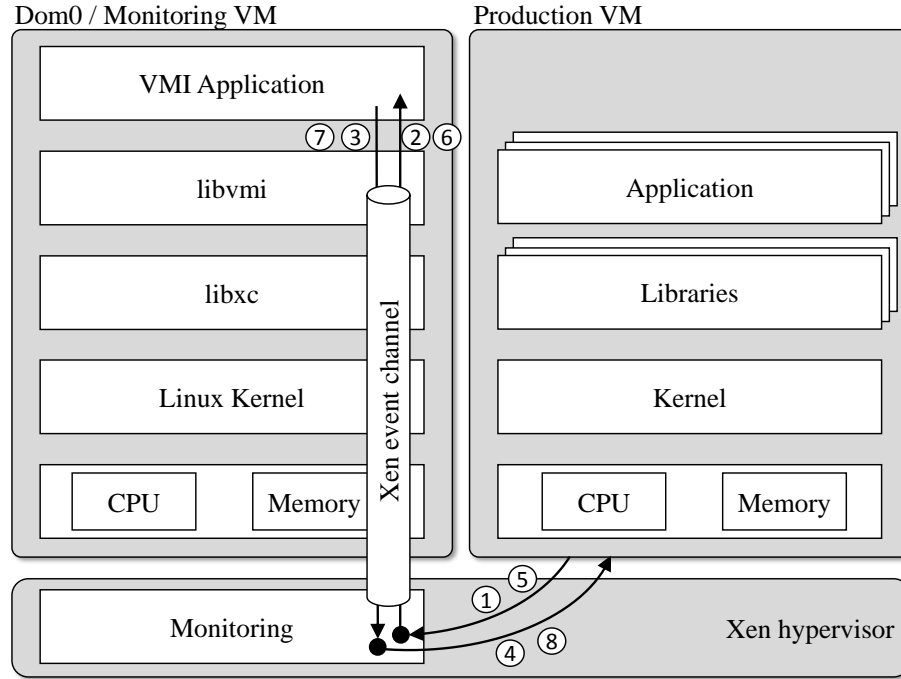 Dom0 / Monitoring VM
Production VM
VMI Application
⑦ ③ ② ⑥
libvmi
Application
libxc
Libraries
Xen event channel
Linux Kernel
Kernel
CPU
Memory
CPU
Memory
⑤
①
Monitoring
Xen hypervisor
④ ⑧